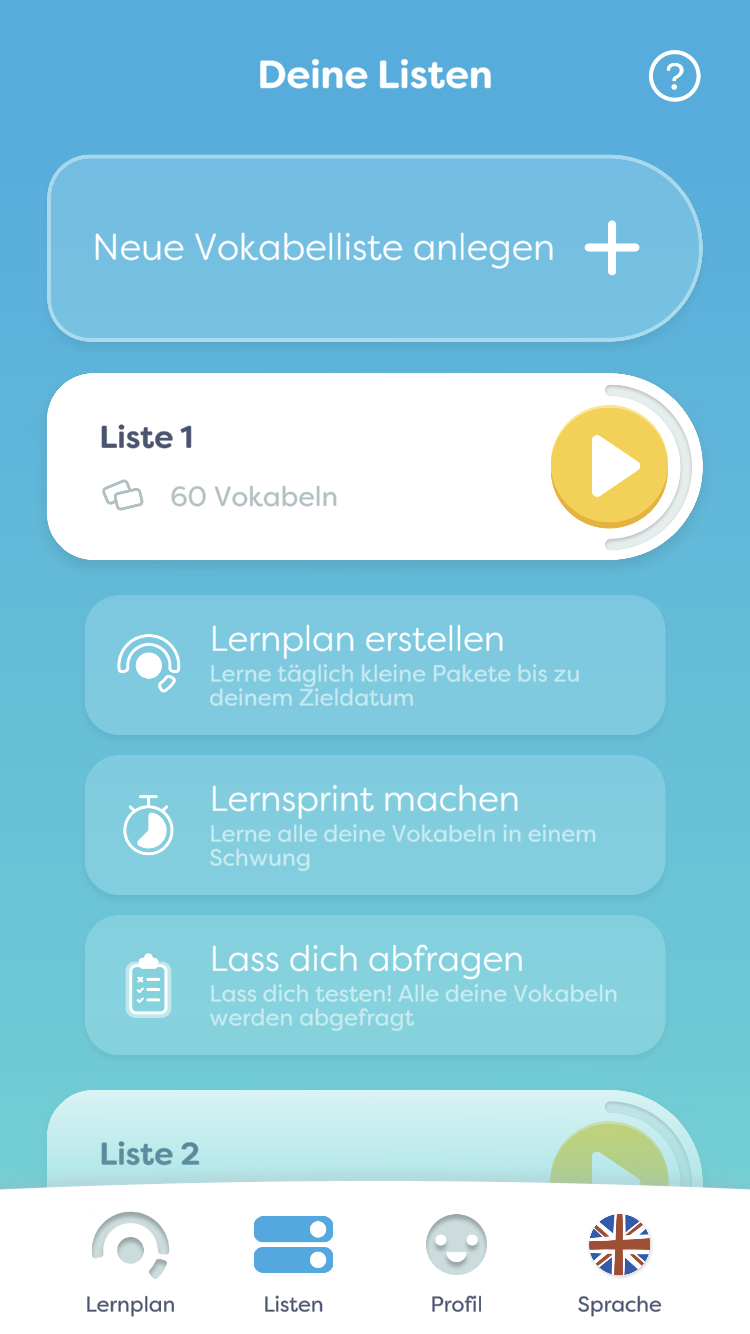 Deine Listen
?
Neue Vokabelliste anlegen
Liste 1
60 Vokabeln
Lernplan erstellen
Lerne täglich kleine Pakete bis zu
deinem Zieldatum
Lernsprint machen
Lerne alle deine Vokabeln in einem
Schwung
Lass dich abfragen
Lass dich testen! Alle deine Vokabeln
werden abgefragt
Liste 2
Lernplan
Listen
Profil
Sprache